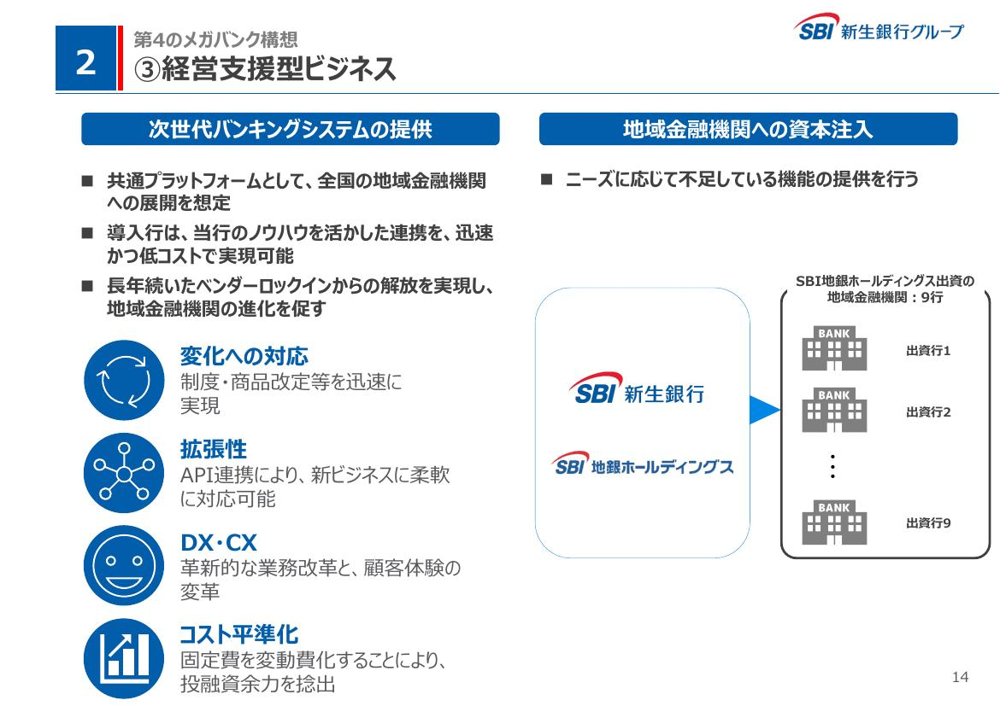 2
第4のメガバンク構想
③経営支援型ビジネス
SBI 新生銀行グループ
次世代バンキングシステムの提供
■ 共通プラットフォームとして、全国の地域金融機関
への展開を想定
■ 導入行は、当行のノウハウを活かした連携を、迅速
かつ低コストで実現可能
■ 長年続いたベンダーロックインからの解放を実現し、
地域金融機関の進化を促す
変化への対応
制度・商品改定等を迅速に
実現
拡張性
API連携により、新ビジネスに柔軟
に対応可能
DX・CX
革新的な業務改革と、顧客体験の
変革
コスト平準化
固定費を変動費化することにより、
投融資余力を捻出
地域金融機関への資本注入
■ ニーズに応じて不足している機能の提供を行う
SBI 新生銀行
SBI 地銀ホールディングス
SBI地銀ホールディングス出資の
地域金融機関：9行
BANK
出資行1
BANK
出資行2
⋮
BANK
出資行9
14